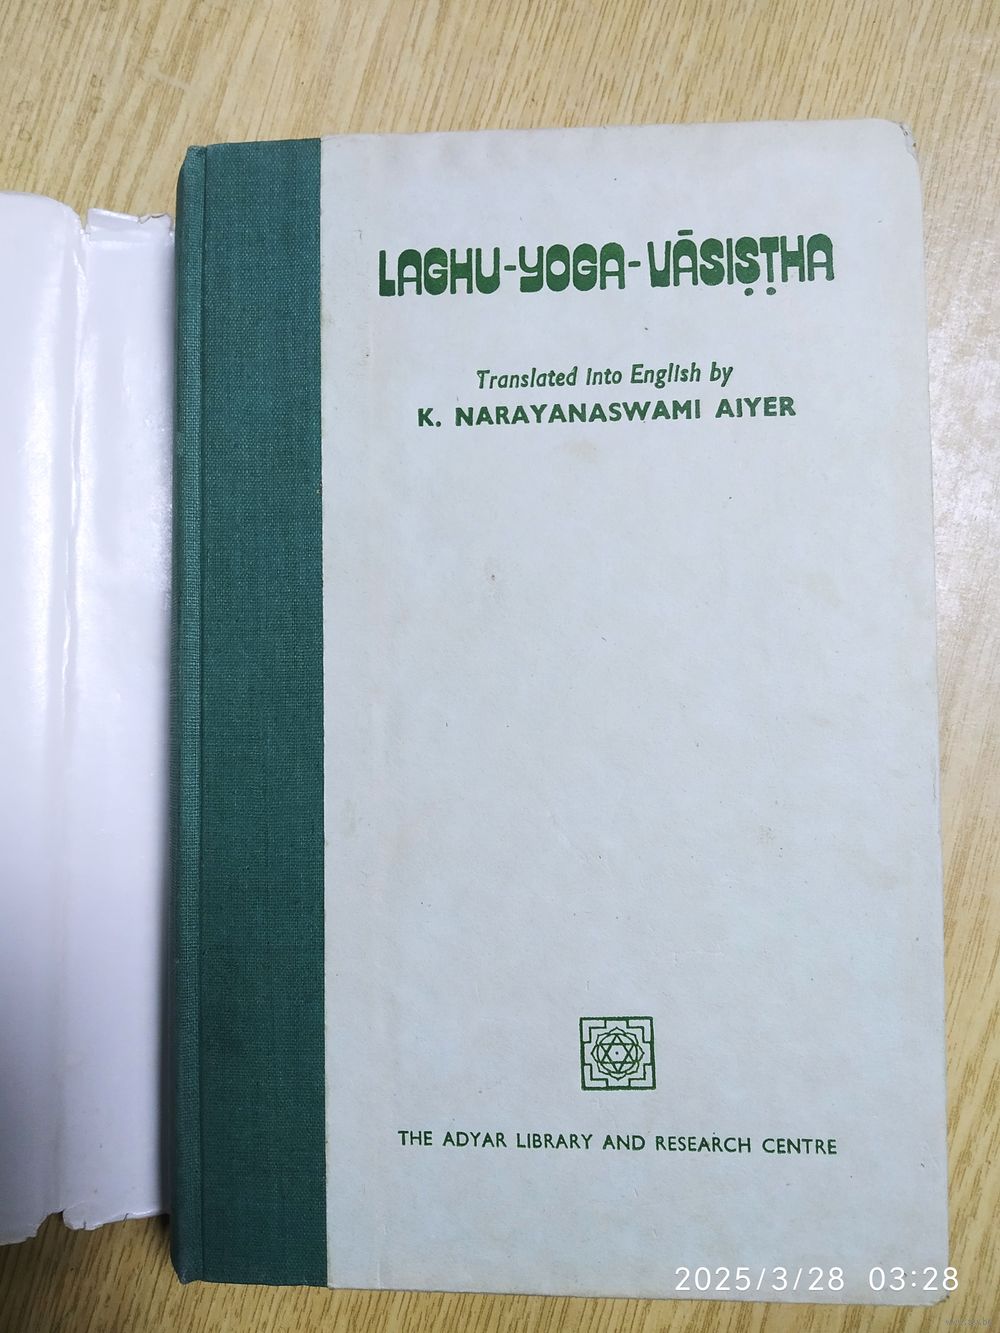 LAGHU-YOGA-VĀSIṢṬHA
Translated into English by
K. NARAYANASWAMI AIYER
THE ADYAR LIBRARY AND RESEARCH CENTRE
2025/3/28 03:28